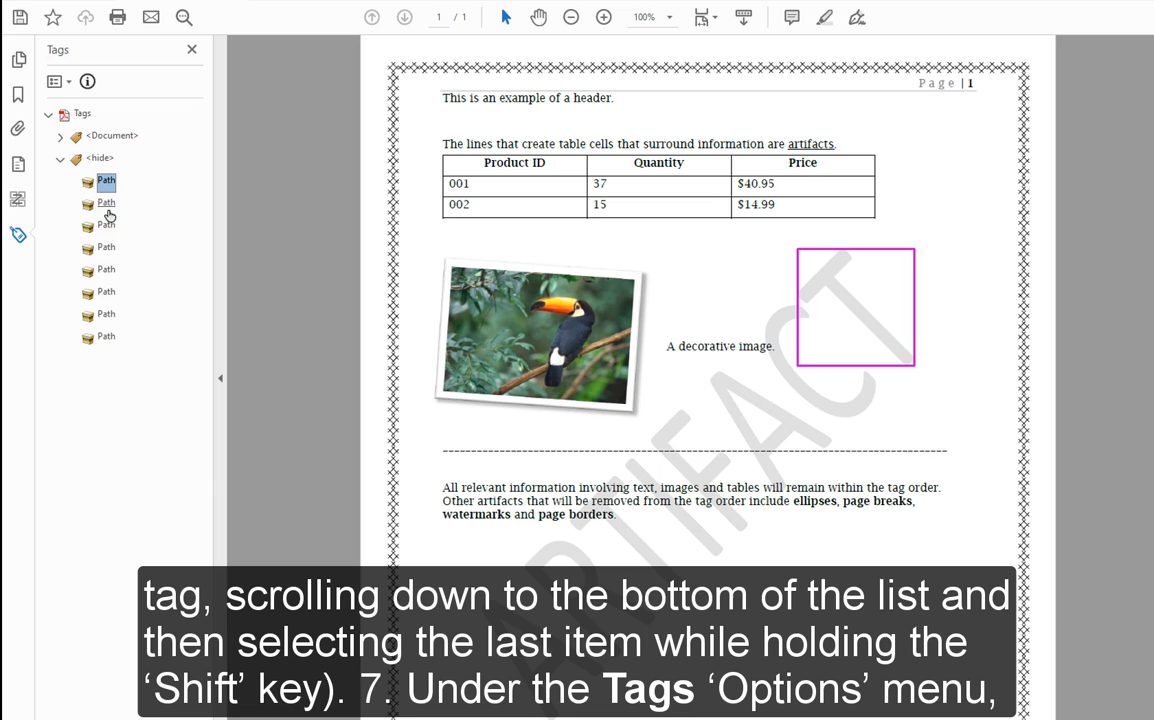 1 / 1
100%
Tags
Tags
<Document>
<hide>
Path
Path
Path
Path
Path
Path
Path
Path
Page | 1
This is an example of a header.
The lines that create table cells that surround information are artifacts.
Product ID Quantity Price
001 37 $40.95
002 15 $14.99
A decorative image.
ARTIFACT
All relevant information involving text, images and tables will remain within the tag order.
Other artifacts that will be removed from the tag order include ellipses, page breaks,
watermarks and page borders.
tag, scrolling down to the bottom of the list and
then selecting the last item while holding the
‘Shift’ key). 7. Under the Tags ‘Options’ menu,